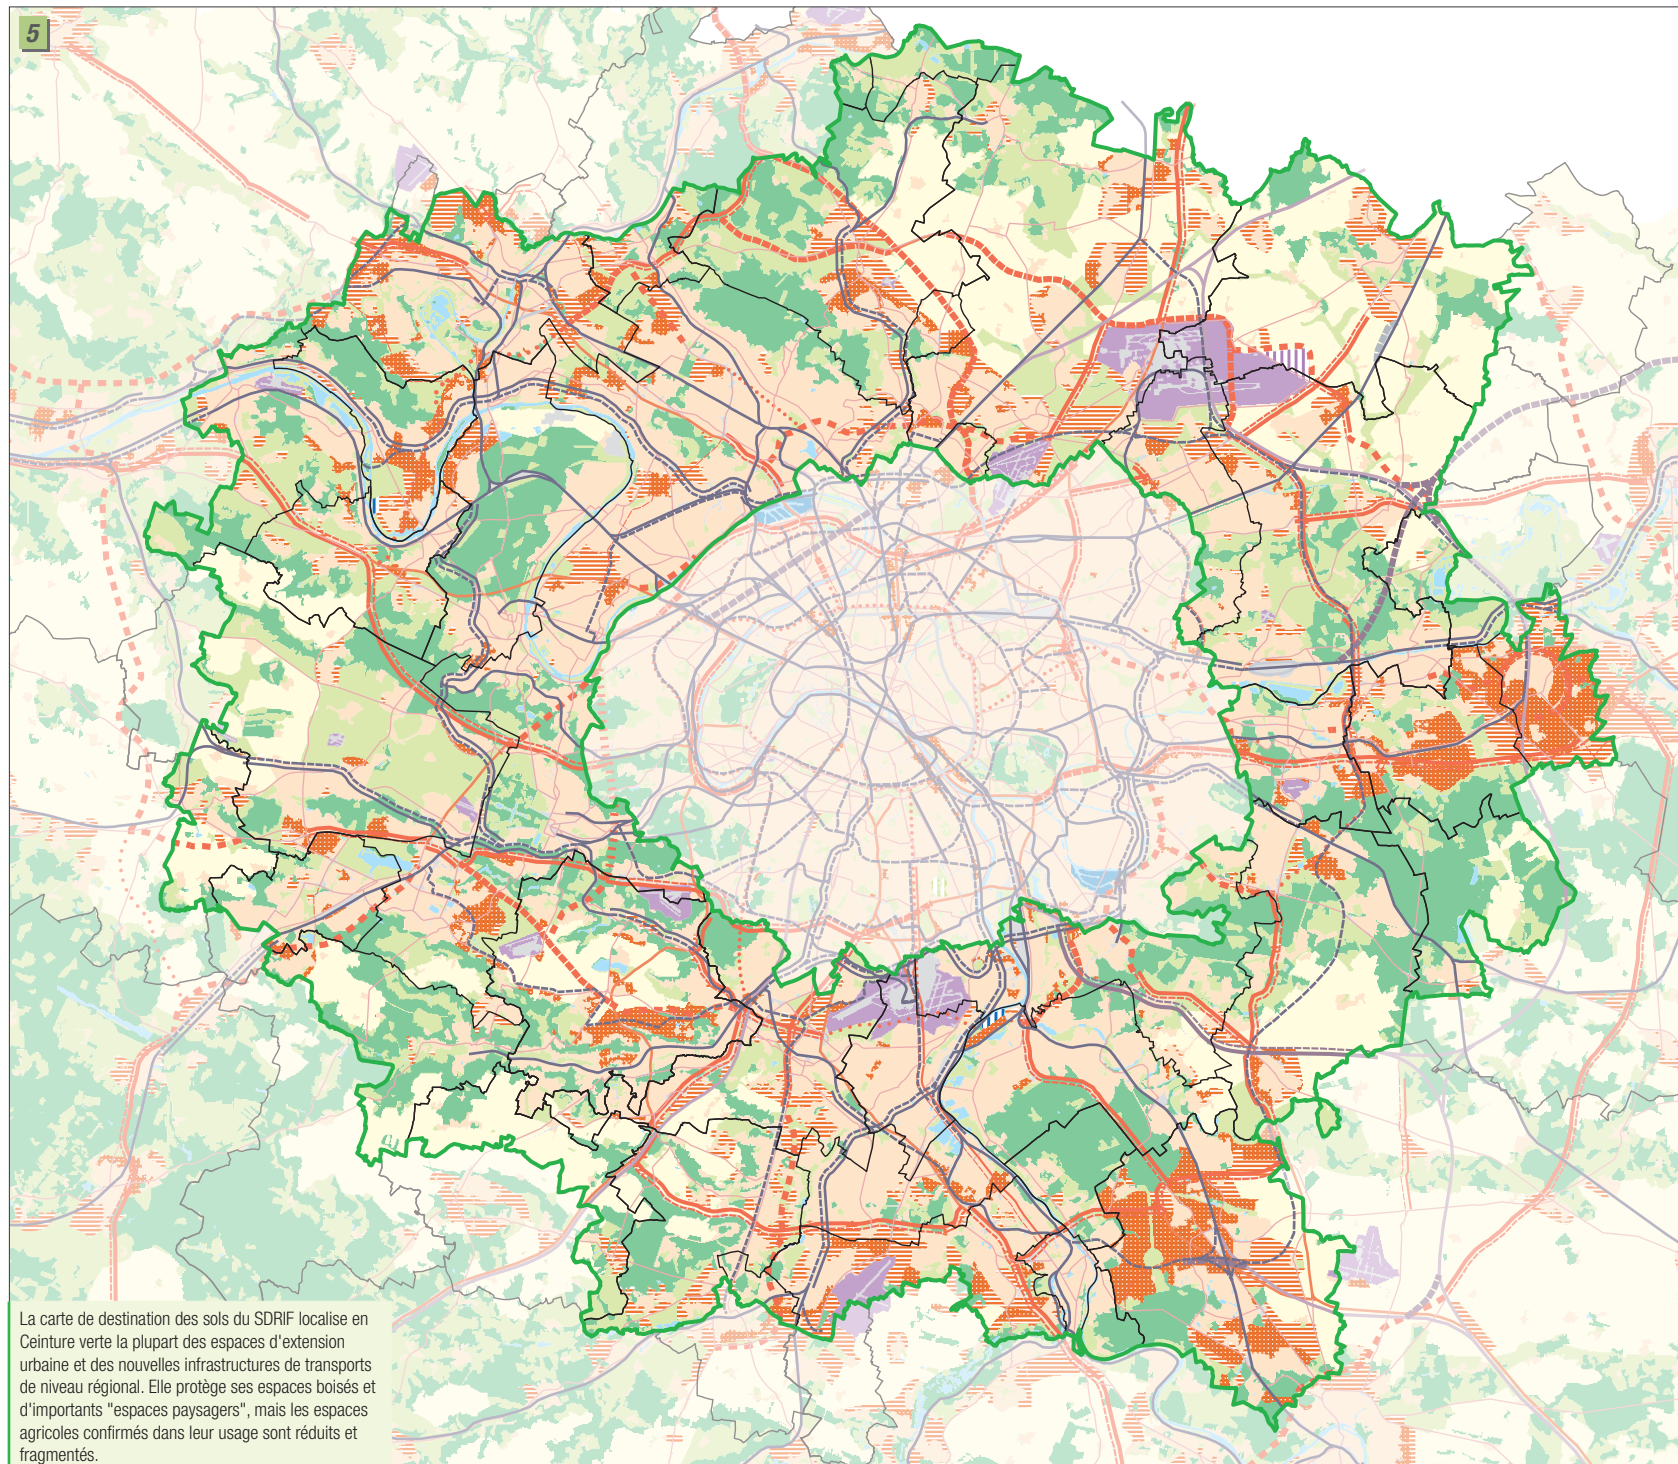 5
La carte de destination des sols du SDRIF localise en
Ceinture verte la plupart des espaces d'extension
urbaine et des nouvelles infrastructures de transports
de niveau régional. Elle protège ses espaces boisés et
d'importants "espaces paysagers", mais les espaces
agricoles confirmés dans leur usage sont réduits et
fragmentés.